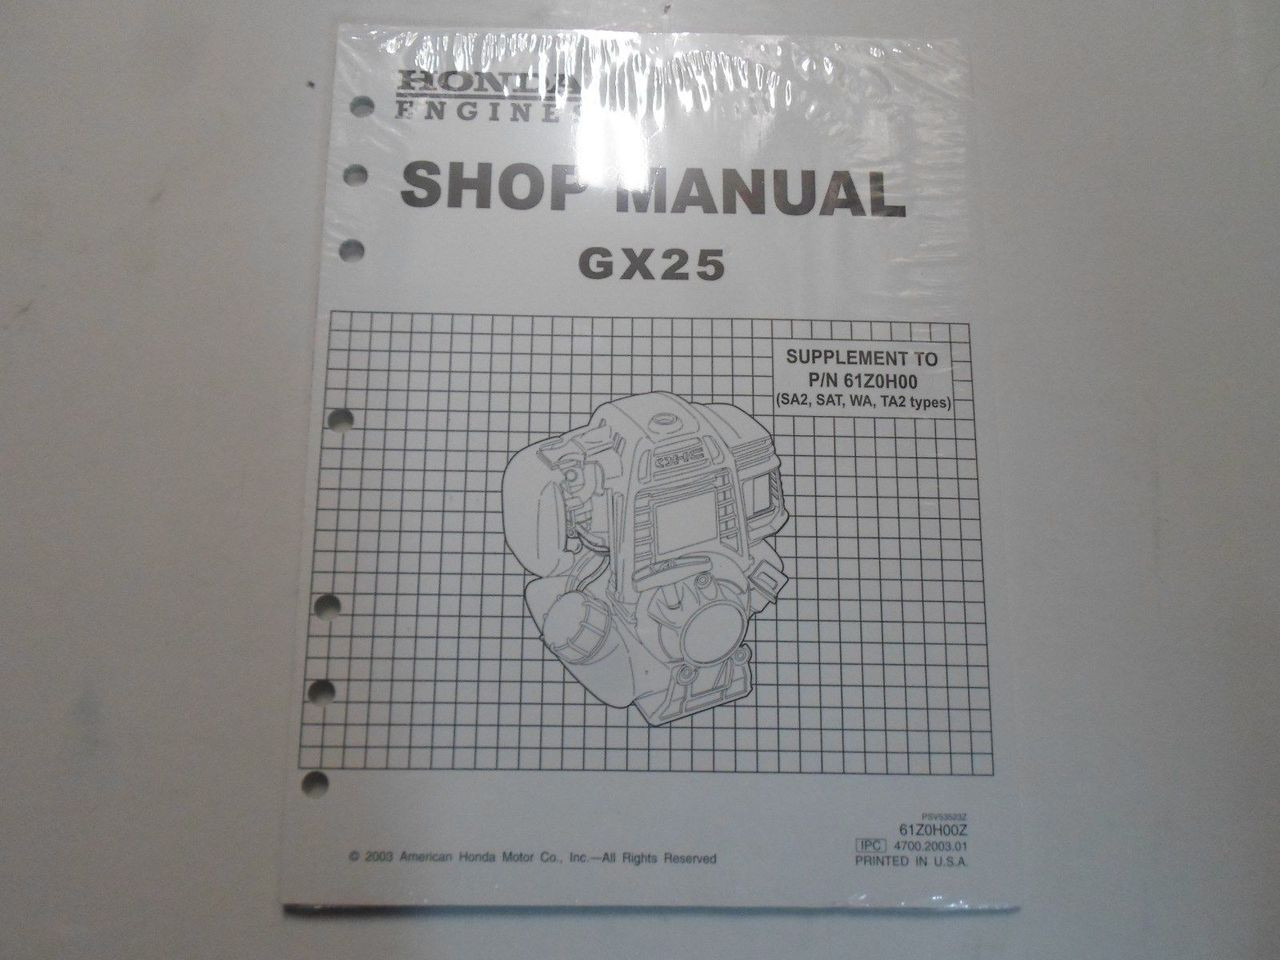 HONDA
ENGINES
SHOP MANUAL
GX25
SUPPLEMENT TO
P/N 61Z0H00
(SA2, SAT, WA, TA2 types)
PSV53523Z
61Z0H00Z
IPC 4700.2003.01
PRINTED IN U.S.A.
© 2003 American Honda Motor Co., Inc.—All Rights Reserved